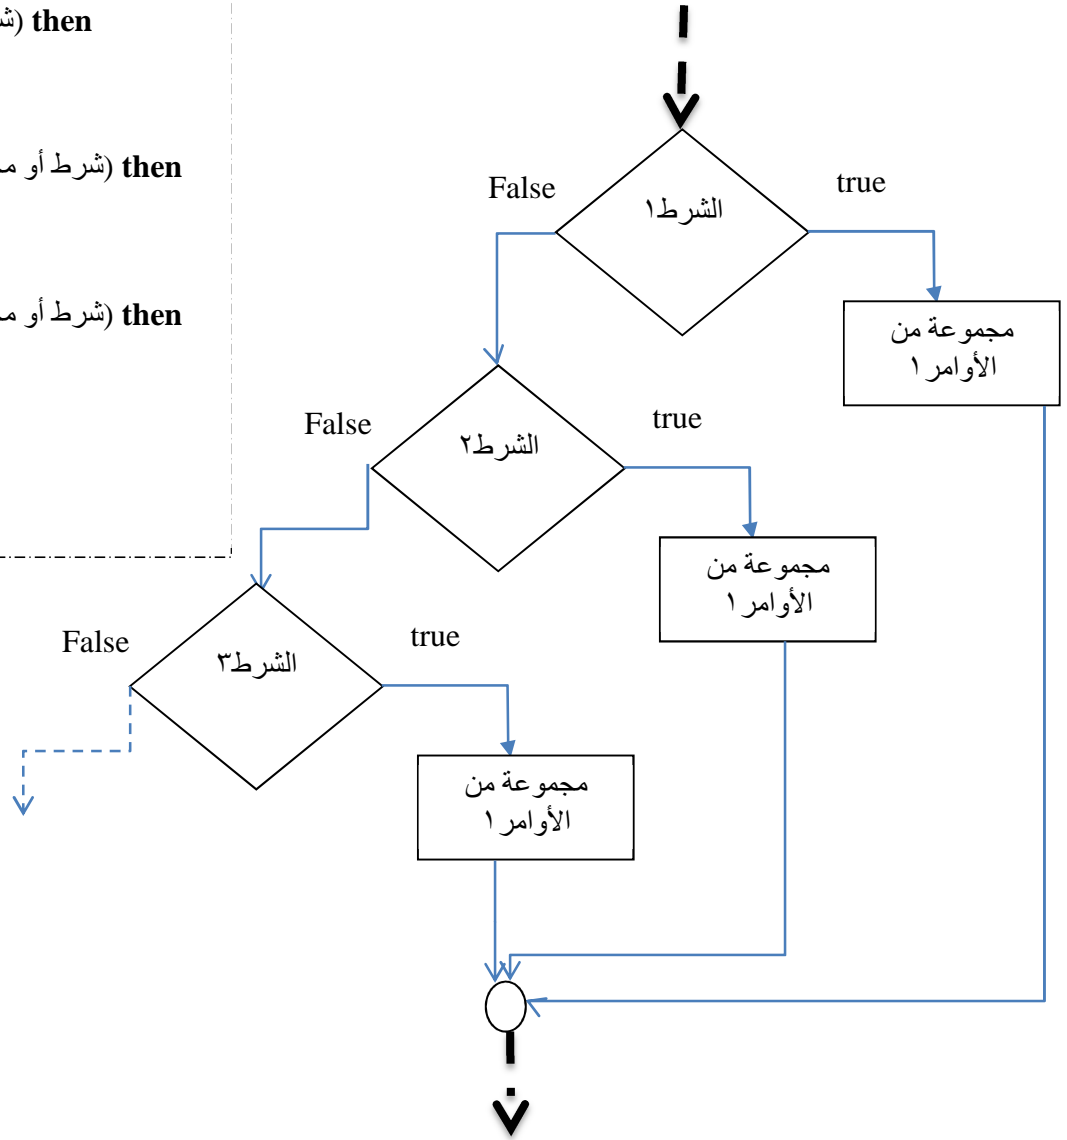 then
(شرط أو then
(شرط أو then
False
true
الشرط١
مجموعة من
الأوامر١
False
true
الشرط٢
مجموعة من
الأوامر١
False
true
الشرط٣
مجموعة من
الأوامر١